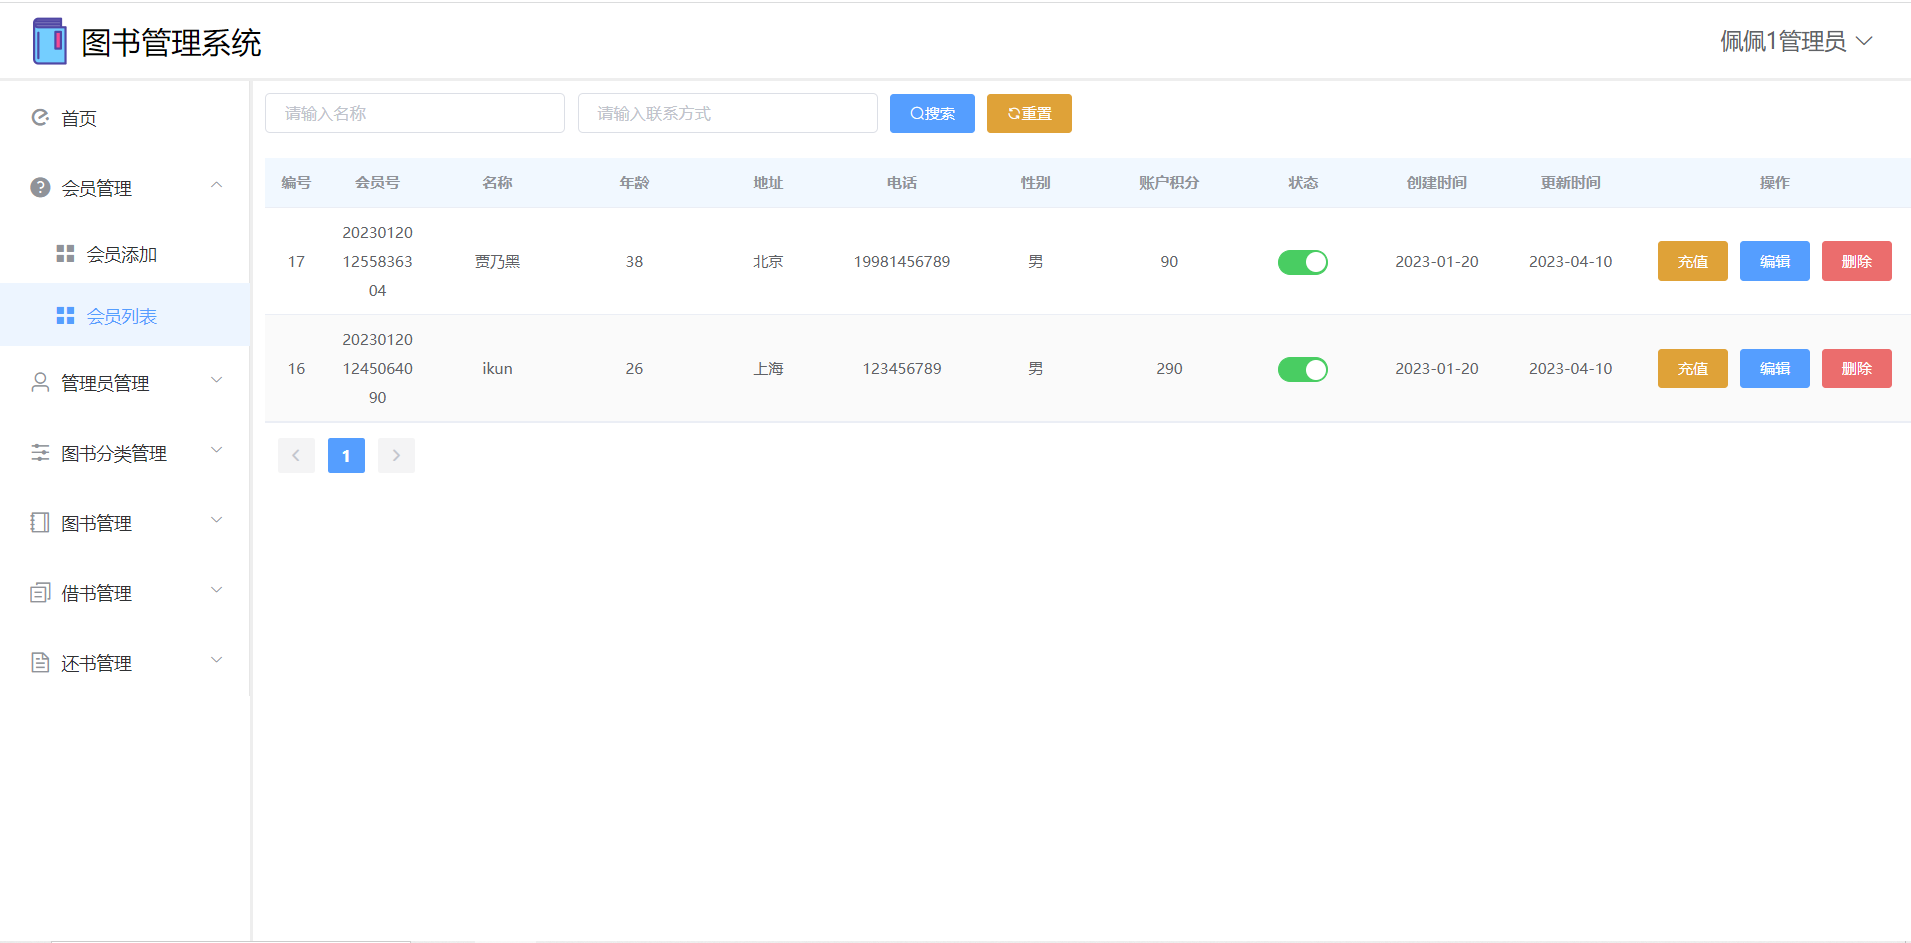 图书管理系统
佩佩1管理员
首页
会员管理
会员添加
会员列表
管理员管理
图书分类管理
图书管理
借书管理
还书管理
请输入名称 请输入联系方式 搜索 重置
编号 会员号 名称 年龄 地址 电话 性别 账户积分 状态 创建时间 更新时间 操作
20230120
17 12558363 贾乃黑 38 北京 19981456789 男 90 2023-01-20 2023-04-10 充值 编辑 删除
04
20230120
16 12450640 ikun 26 上海 123456789 男 290 2023-01-20 2023-04-10 充值 编辑 删除
90
1